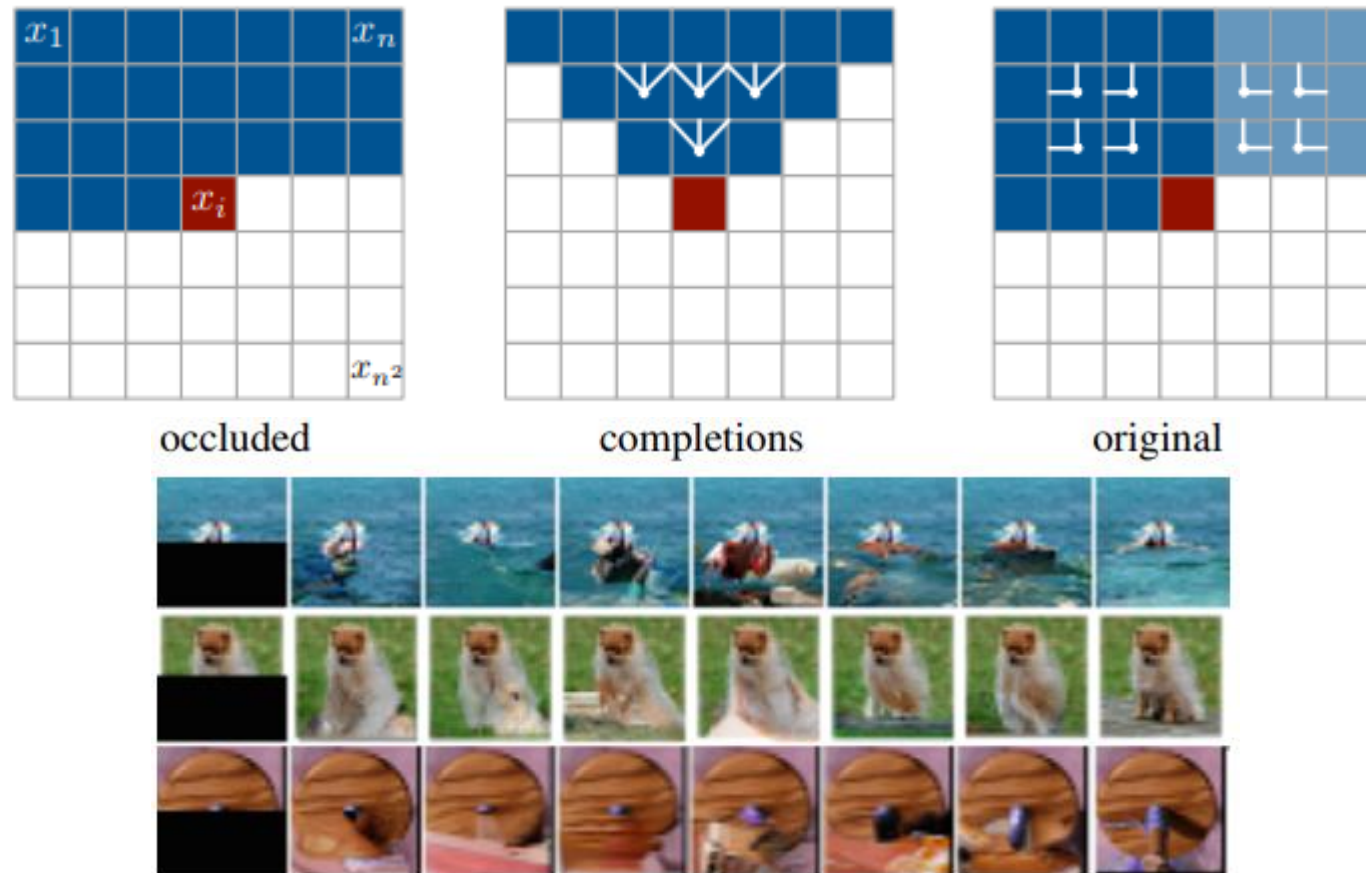 x₁ xₙ
xᵢ
xₙ²
occluded completions original